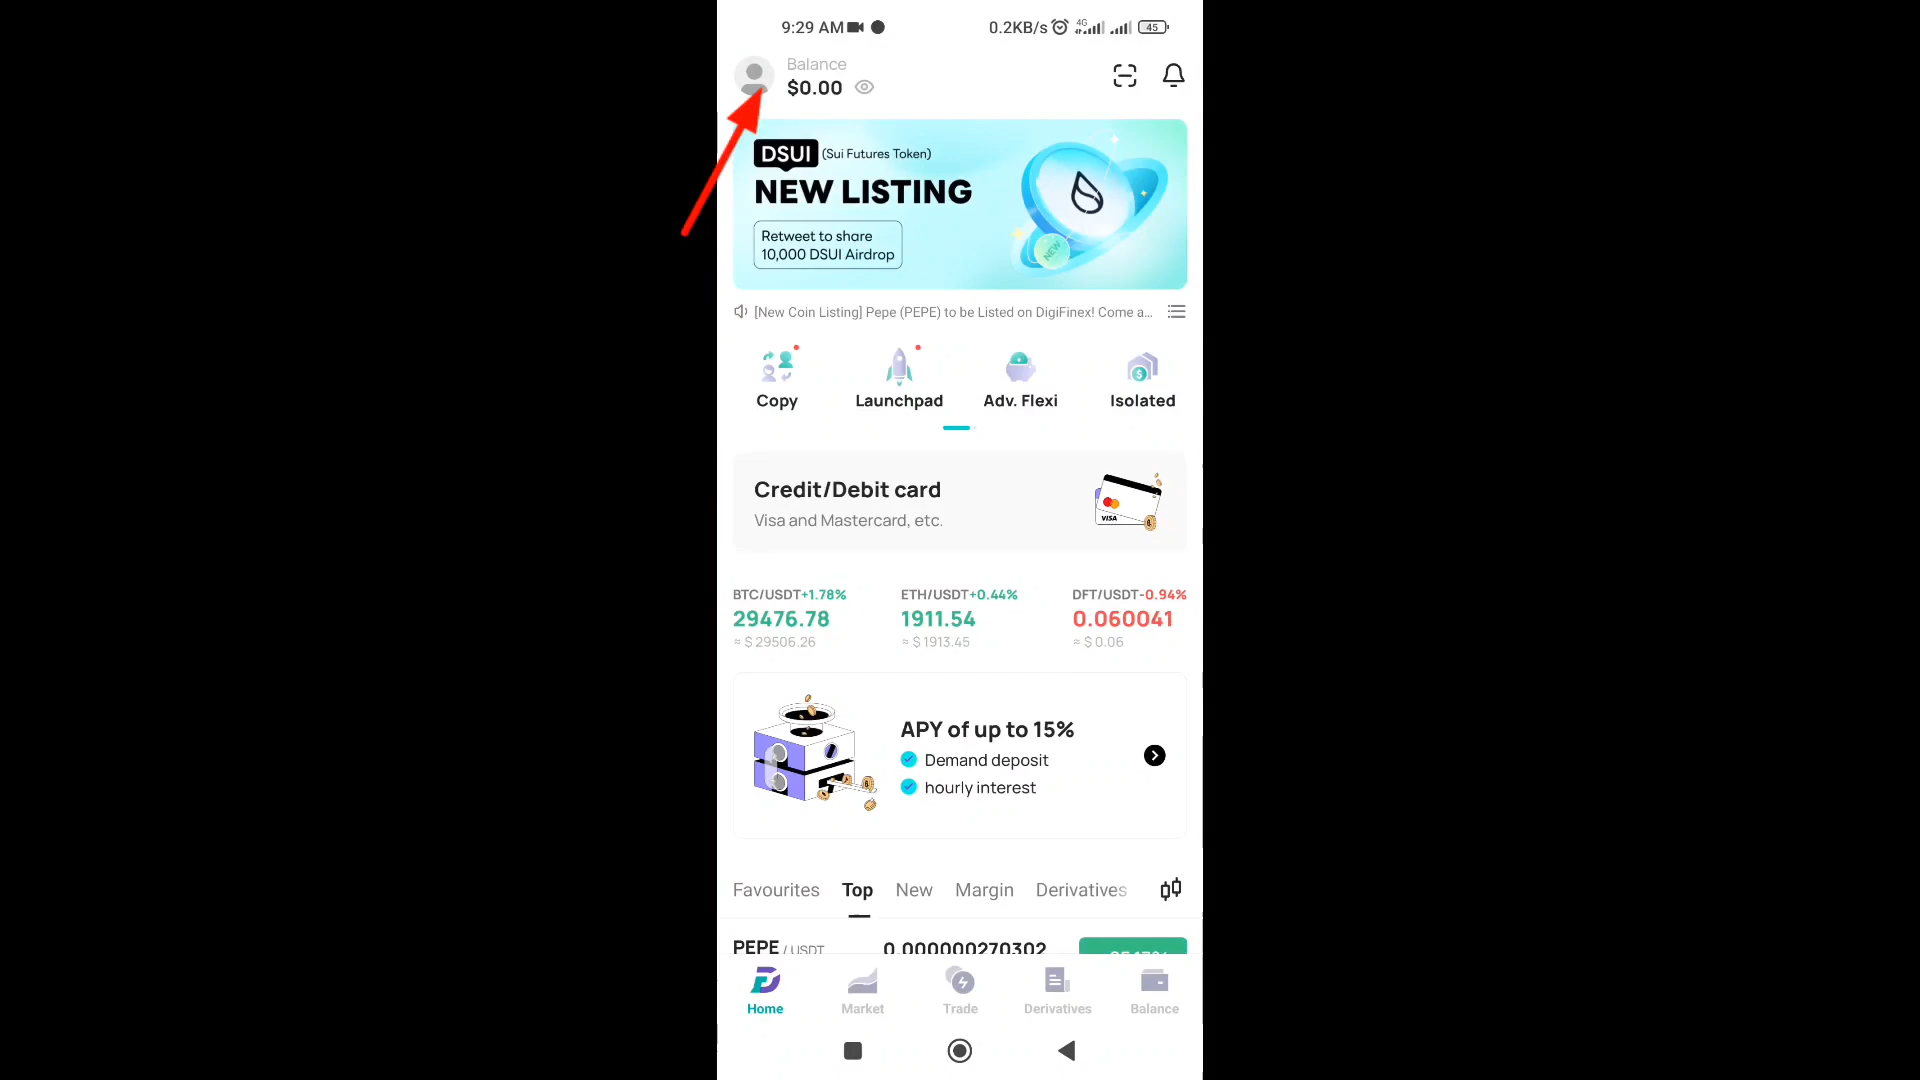 9:29 AM
0.2KB/s 4G 45
Balance
$0.00
DSUI (Sui Futures Token)
NEW LISTING
Retweet to share
10,000 DSUI Airdrop
NEW
[New Coin Listing] Pepe (PEPE) to be Listed on DigiFinex! Come a...
Copy Launchpad Adv. Flexi Isolated
Credit/Debit card
Visa and Mastercard, etc.
VISA
BTC/USDT+1.78% ETH/USDT+0.44% DFT/USDT-0.94%
29476.78 1911.54 0.060041
≈ $ 29506.26 ≈ $ 1913.45 ≈ $ 0.06
APY of up to 15%
Demand deposit
hourly interest
Favourites Top New Margin Derivatives
PEPE / USDT 0.000000270302
Home Market Trade Derivatives Balance